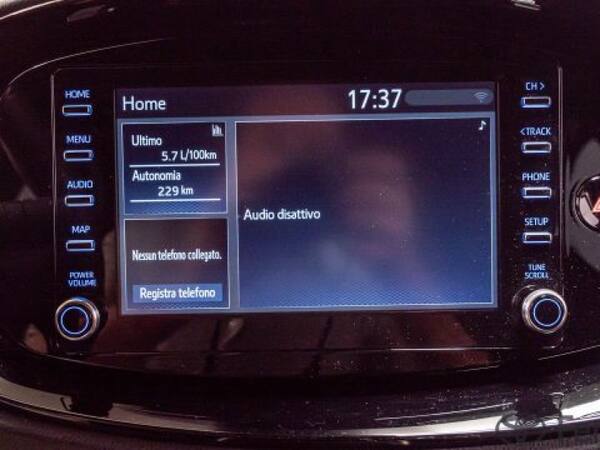 HOME
MENU
AUDIO
MAP
POWER
VOLUME
Home
17:37
Ultimo
5.7 L/100km
Autonomia
229 km
Nessun telefono collegato.
Registra telefono
Audio disattivo
CH >
<TRACK
PHONE
SETUP
TUNE
SCROLL